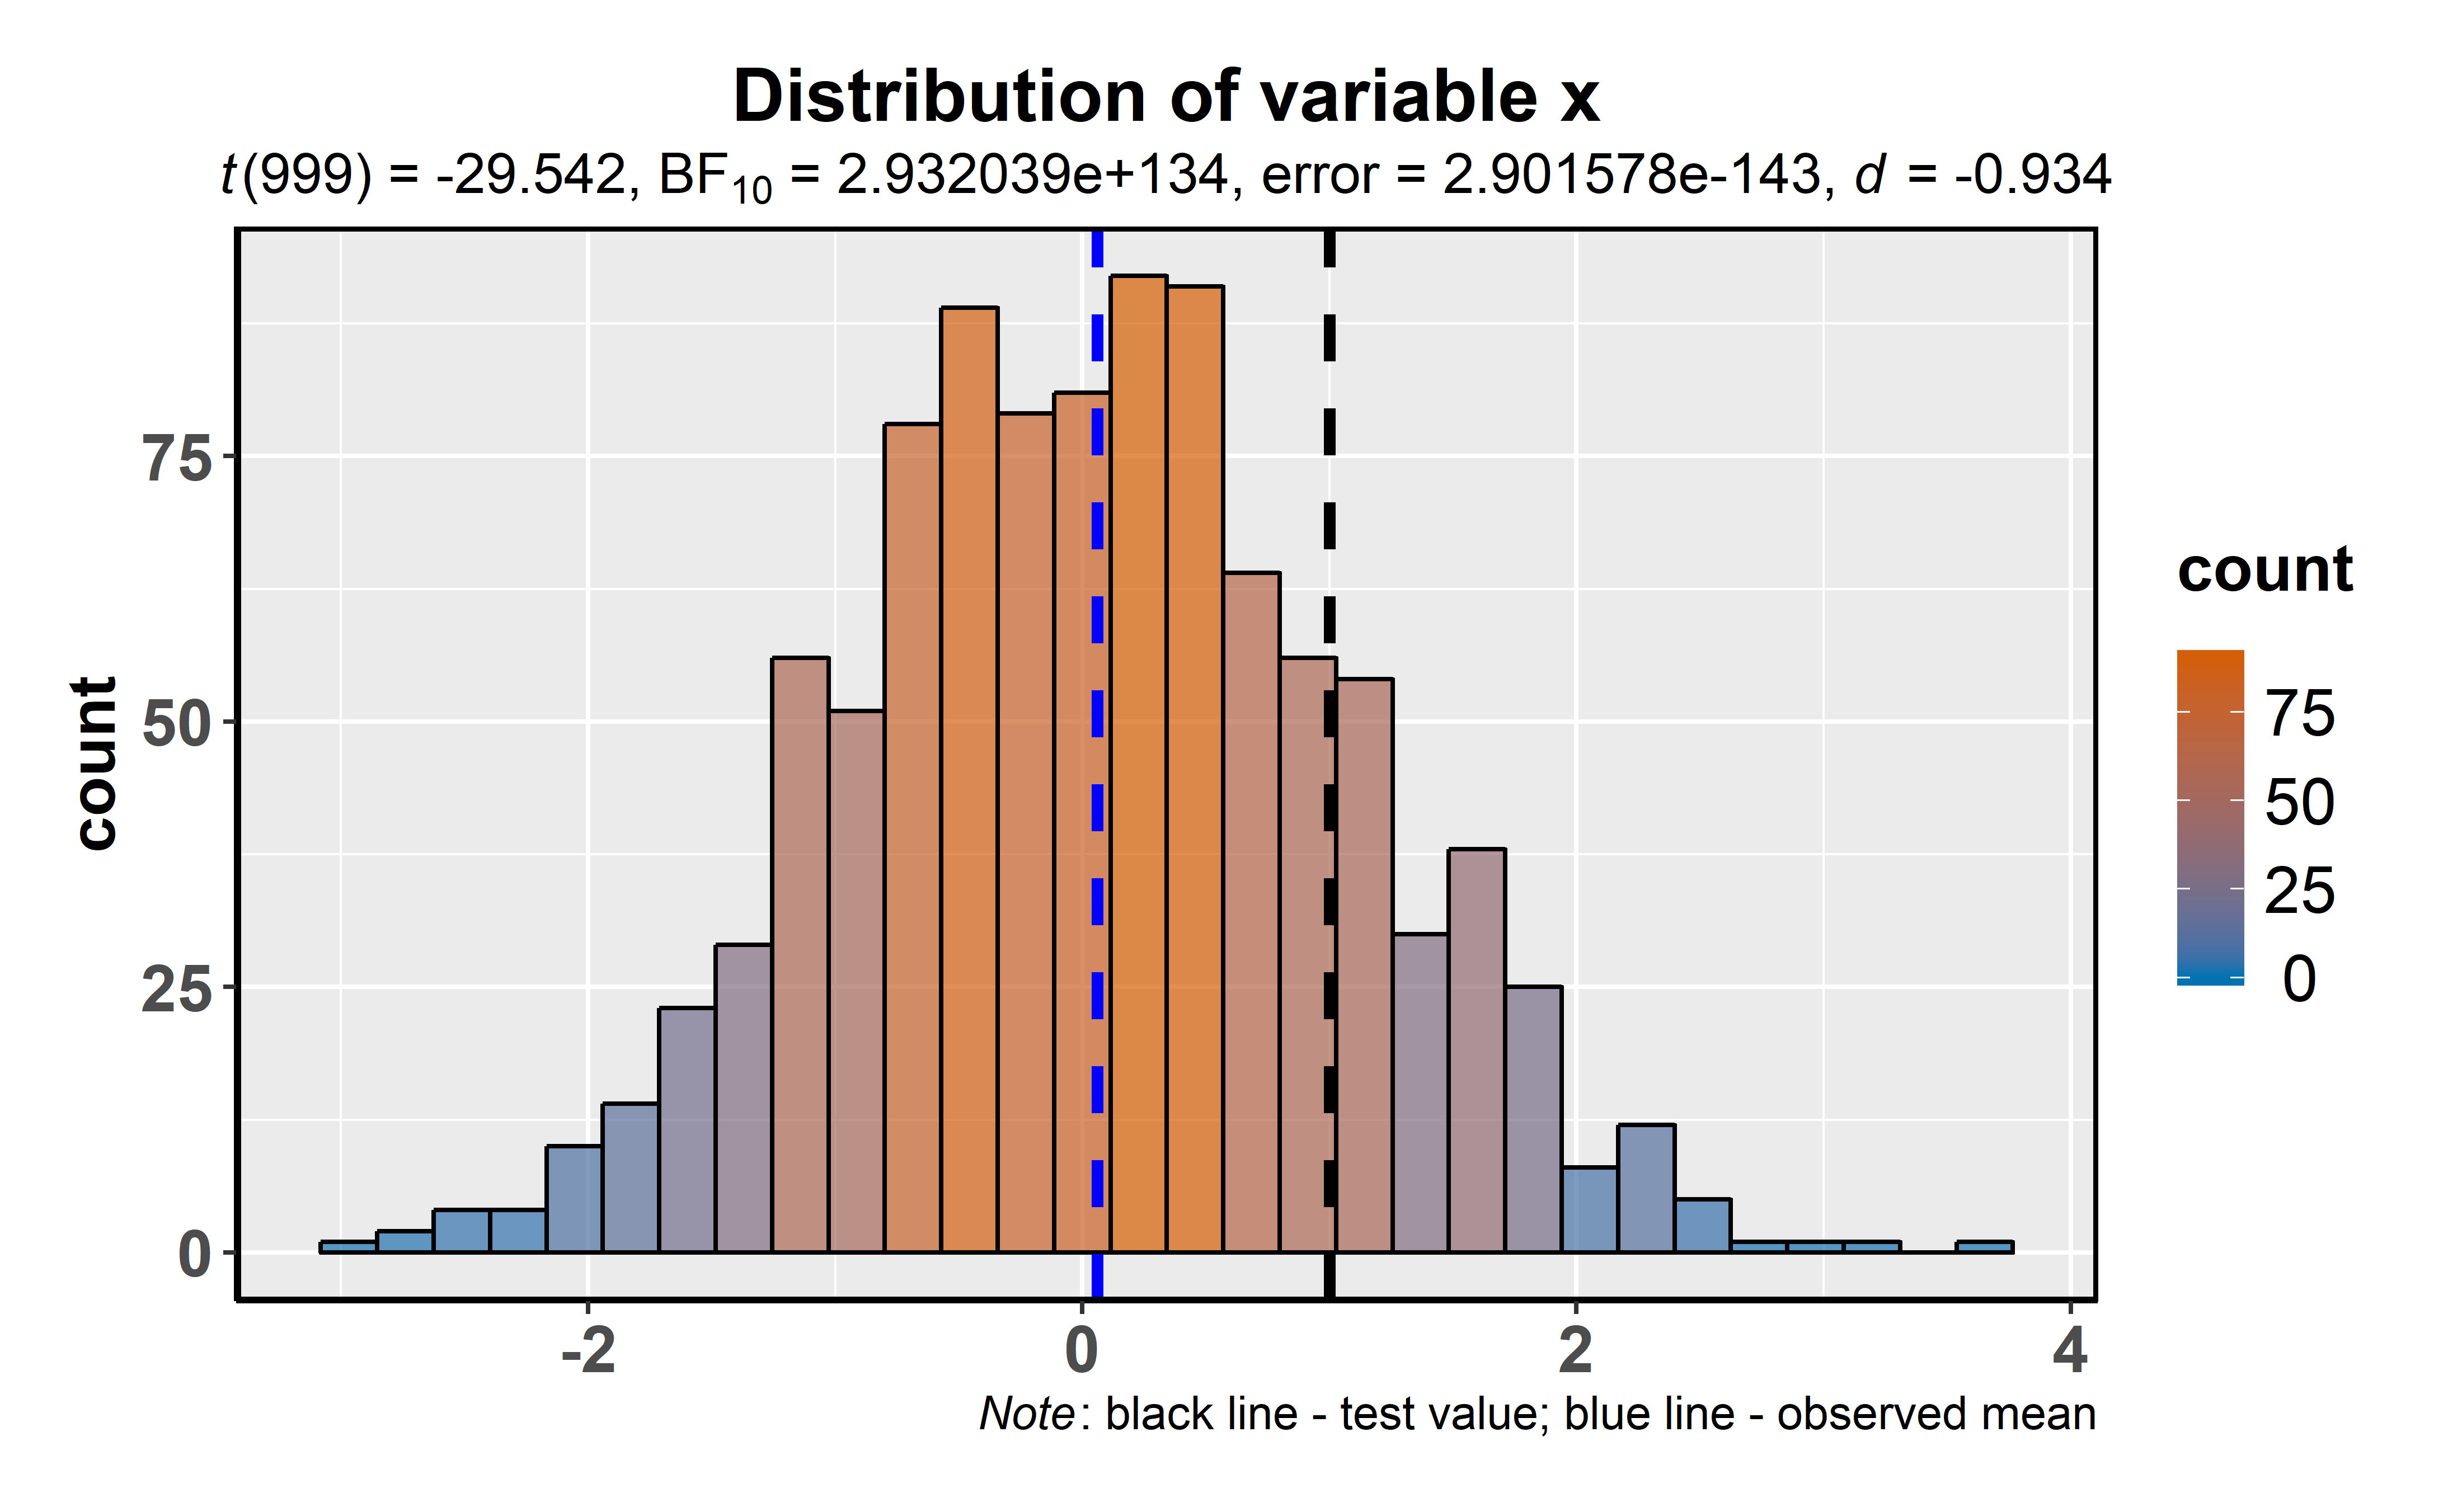 Distribution of variable x
t(999) = -29.542, BF₁₀ = 2.932039e+134, error = 2.901578e-143, d = -0.934
count
75
50
25
0
-2 0 2 4
count
75
50
25
0
Note: black line - test value; blue line - observed mean